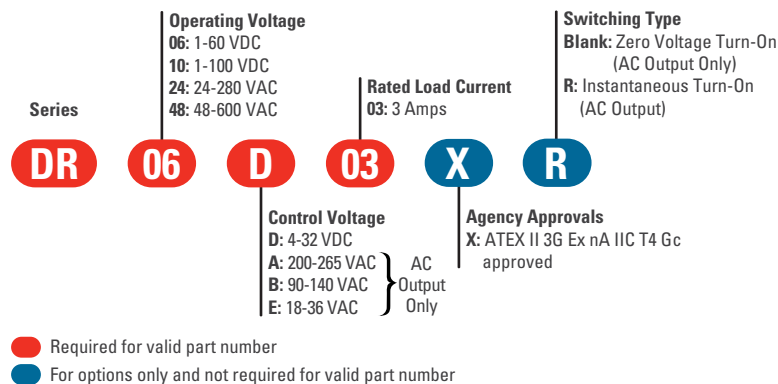 Operating Voltage
06: 1-60 VDC
10: 1-100 VDC
24: 24-280 VAC
48: 48-600 VAC
Rated Load Current
03: 3 Amps
Switching Type
Blank: Zero Voltage Turn-On
(AC Output Only)
R: Instantaneous Turn-On
(AC Output)
Series
DR 06 D 03 X R
Control Voltage
D: 4-32 VDC
A: 200-265 VAC
B: 90-140 VAC
E: 18-36 VAC
AC
Output
Only
Agency Approvals
X: ATEX II 3G Ex nA IIC T4 Gc
approved
Required for valid part number
For options only and not required for valid part number